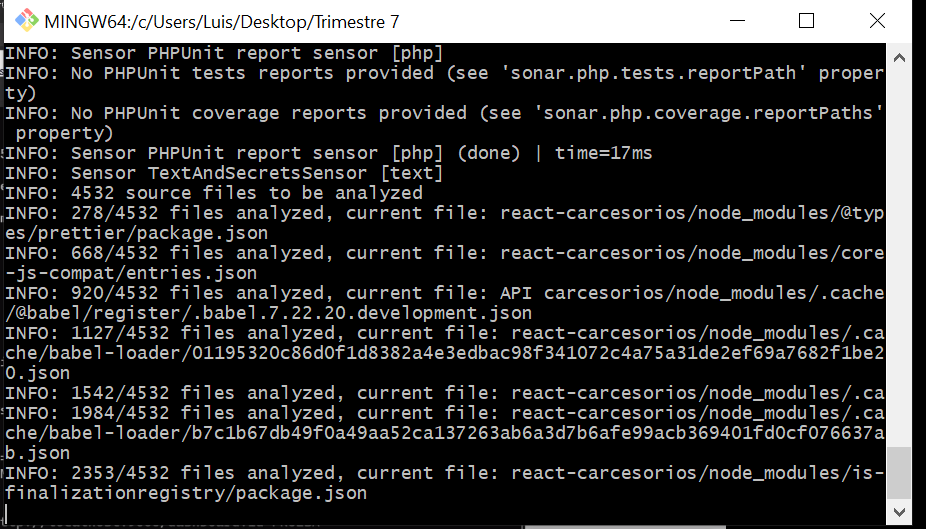 MINGW64:/c/Users/Luis/Desktop/Trimestre 7
INFO: Sensor PHPUnit report sensor [php]
INFO: No PHPUnit tests reports provided (see 'sonar.php.tests.reportPath' proper
ty)
INFO: No PHPUnit coverage reports provided (see 'sonar.php.coverage.reportPaths'
 property)
INFO: Sensor PHPUnit report sensor [php] (done) | time=17ms
INFO: Sensor TextAndSecretsSensor [text]
INFO: 4532 source files to be analyzed
INFO: 278/4532 files analyzed, current file: react-carcesorios/node_modules/@typ
es/prettier/package.json
INFO: 668/4532 files analyzed, current file: react-carcesorios/node_modules/core
-js-compat/entries.json
INFO: 920/4532 files analyzed, current file: API carcesorios/node_modules/.cache
/@babel/register/.babel.7.22.20.development.json
INFO: 1127/4532 files analyzed, current file: react-carcesorios/node_modules/.ca
che/babel-loader/01195320c86d0f1d8382a4e3edbac98f341072c4a75a31de2ef69a7682f1be2
0.json
INFO: 1542/4532 files analyzed, current file: react-carcesorios/node_modules/.ca
INFO: 1984/4532 files analyzed, current file: react-carcesorios/node_modules/.ca
che/babel-loader/b7c1b67db49f0a49aa52ca137263ab6a3d7b6afe99acb369401fd0cf076637a
b.json
INFO: 2353/4532 files analyzed, current file: react-carcesorios/node_modules/is-
finalizationregistry/package.json